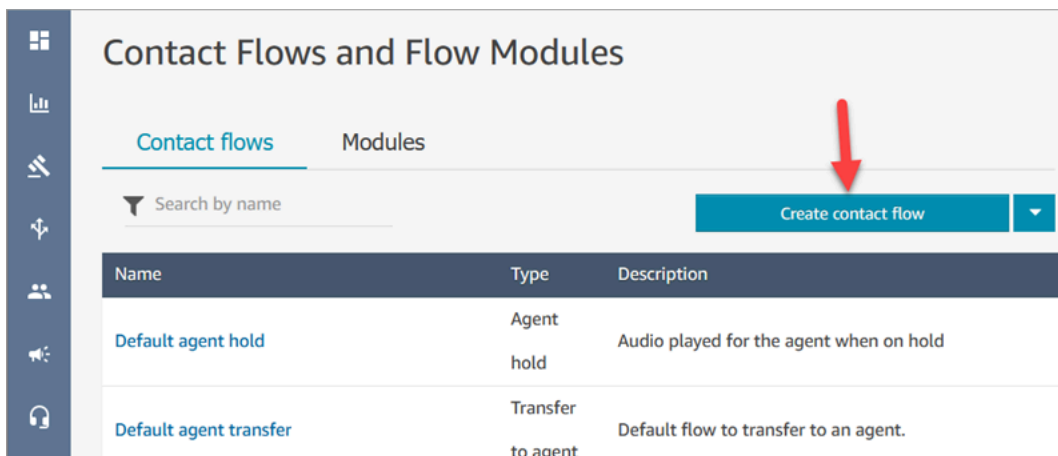 Contact Flows and Flow Modules
Contact flows Modules
Search by name
Create contact flow
Name Type Description
Default agent hold Agent hold Audio played for the agent when on hold
Default agent transfer Transfer to agent Default flow to transfer to an agent.